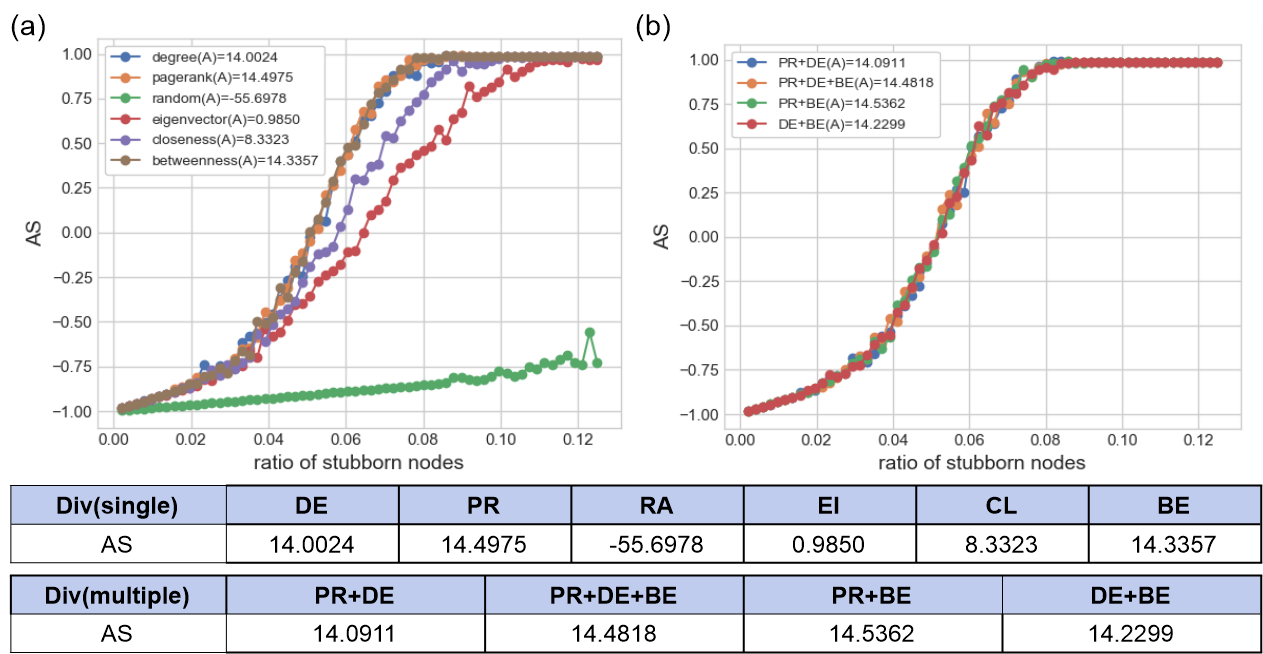 (a)
1.00
0.75
0.50
0.25
0.00
−0.25
−0.50
−0.75
−1.00
AS
degree(A)=14.0024
pagerank(A)=14.4975
random(A)=-55.6978
eigenvector(A)=0.9850
closeness(A)=8.3323
betweenness(A)=14.3357
0.00 0.02 0.04 0.06 0.08 0.10 0.12
ratio of stubborn nodes
(b)
1.00
0.75
0.50
0.25
0.00
−0.25
−0.50
−0.75
−1.00
AS
PR+DE(A)=14.0911
PR+DE+BE(A)=14.4818
PR+BE(A)=14.5362
DE+BE(A)=14.2299
0.00 0.02 0.04 0.06 0.08 0.10 0.12
ratio of stubborn nodes
Div(single) DE PR RA EI CL BE
AS 14.0024 14.4975 -55.6978 0.9850 8.3323 14.3357
Div(multiple) PR+DE PR+DE+BE PR+BE DE+BE
AS 14.0911 14.4818 14.5362 14.2299